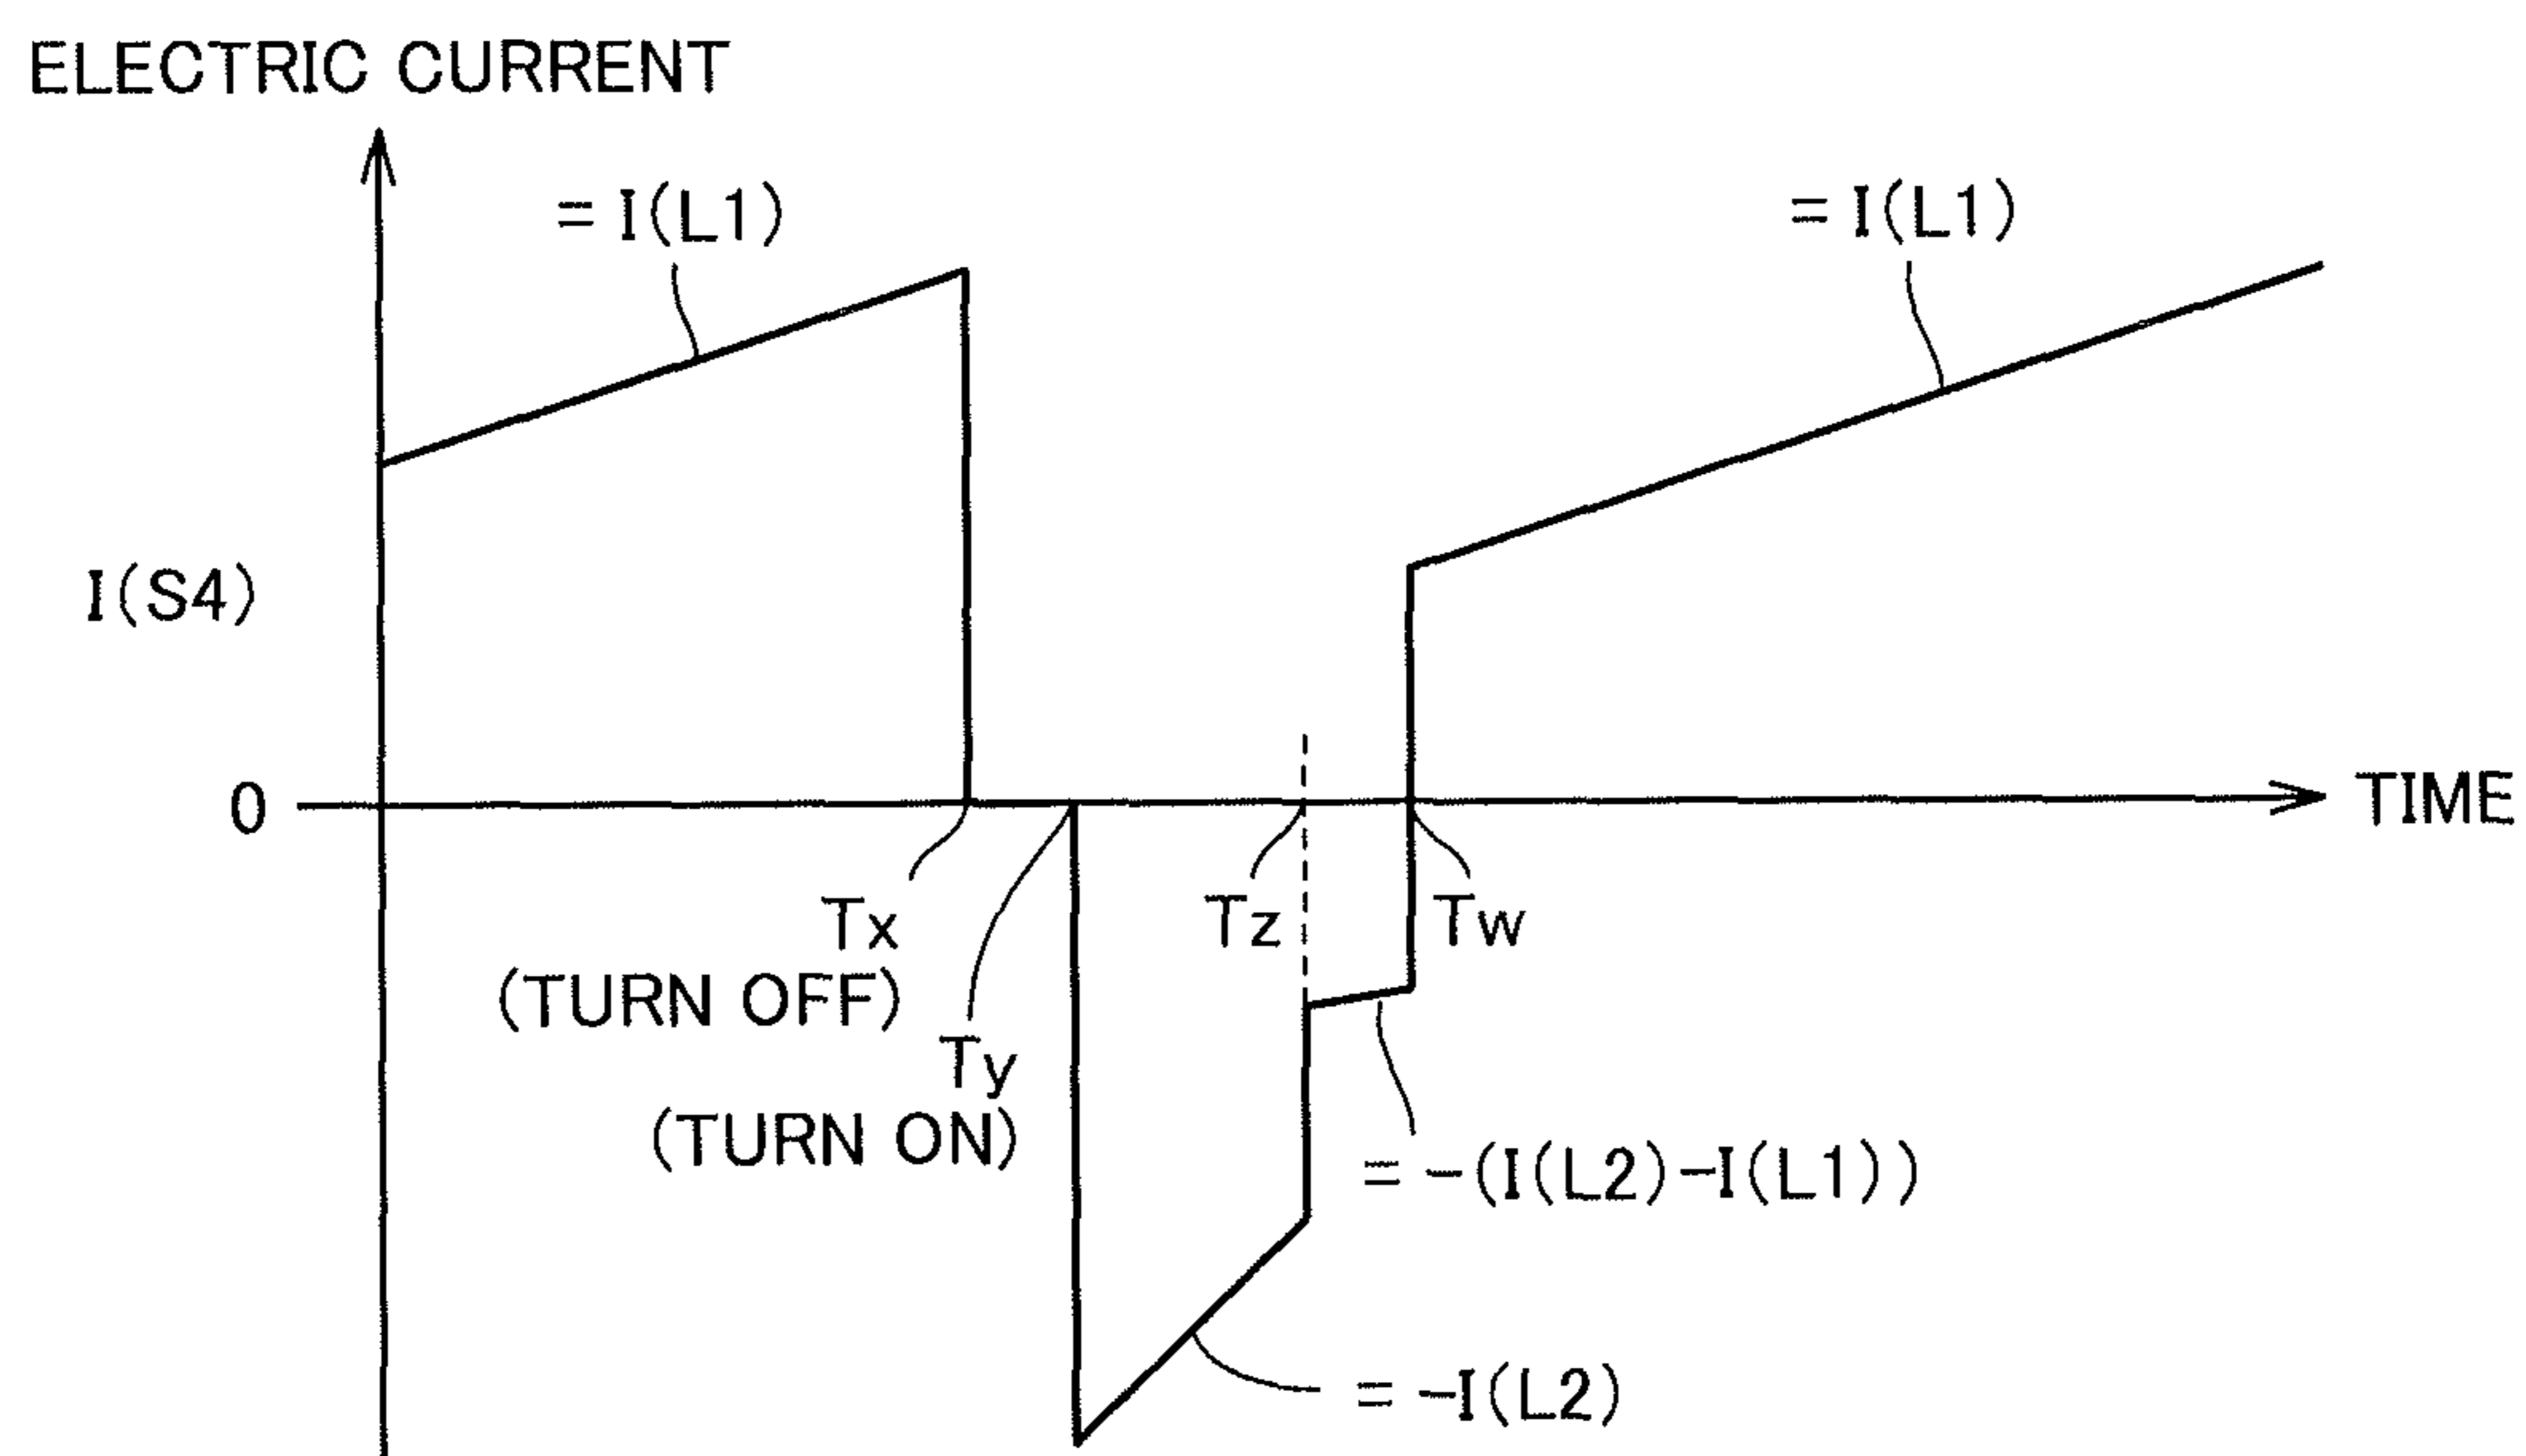 ELECTRIC CURRENT
= I(L1)
= I(L1)
I(S4)
0
TIME
Tx
(TURN OFF)
Ty
(TURN ON)
Tz
Tw
= -(I(L2)-I(L1))
= -I(L2)